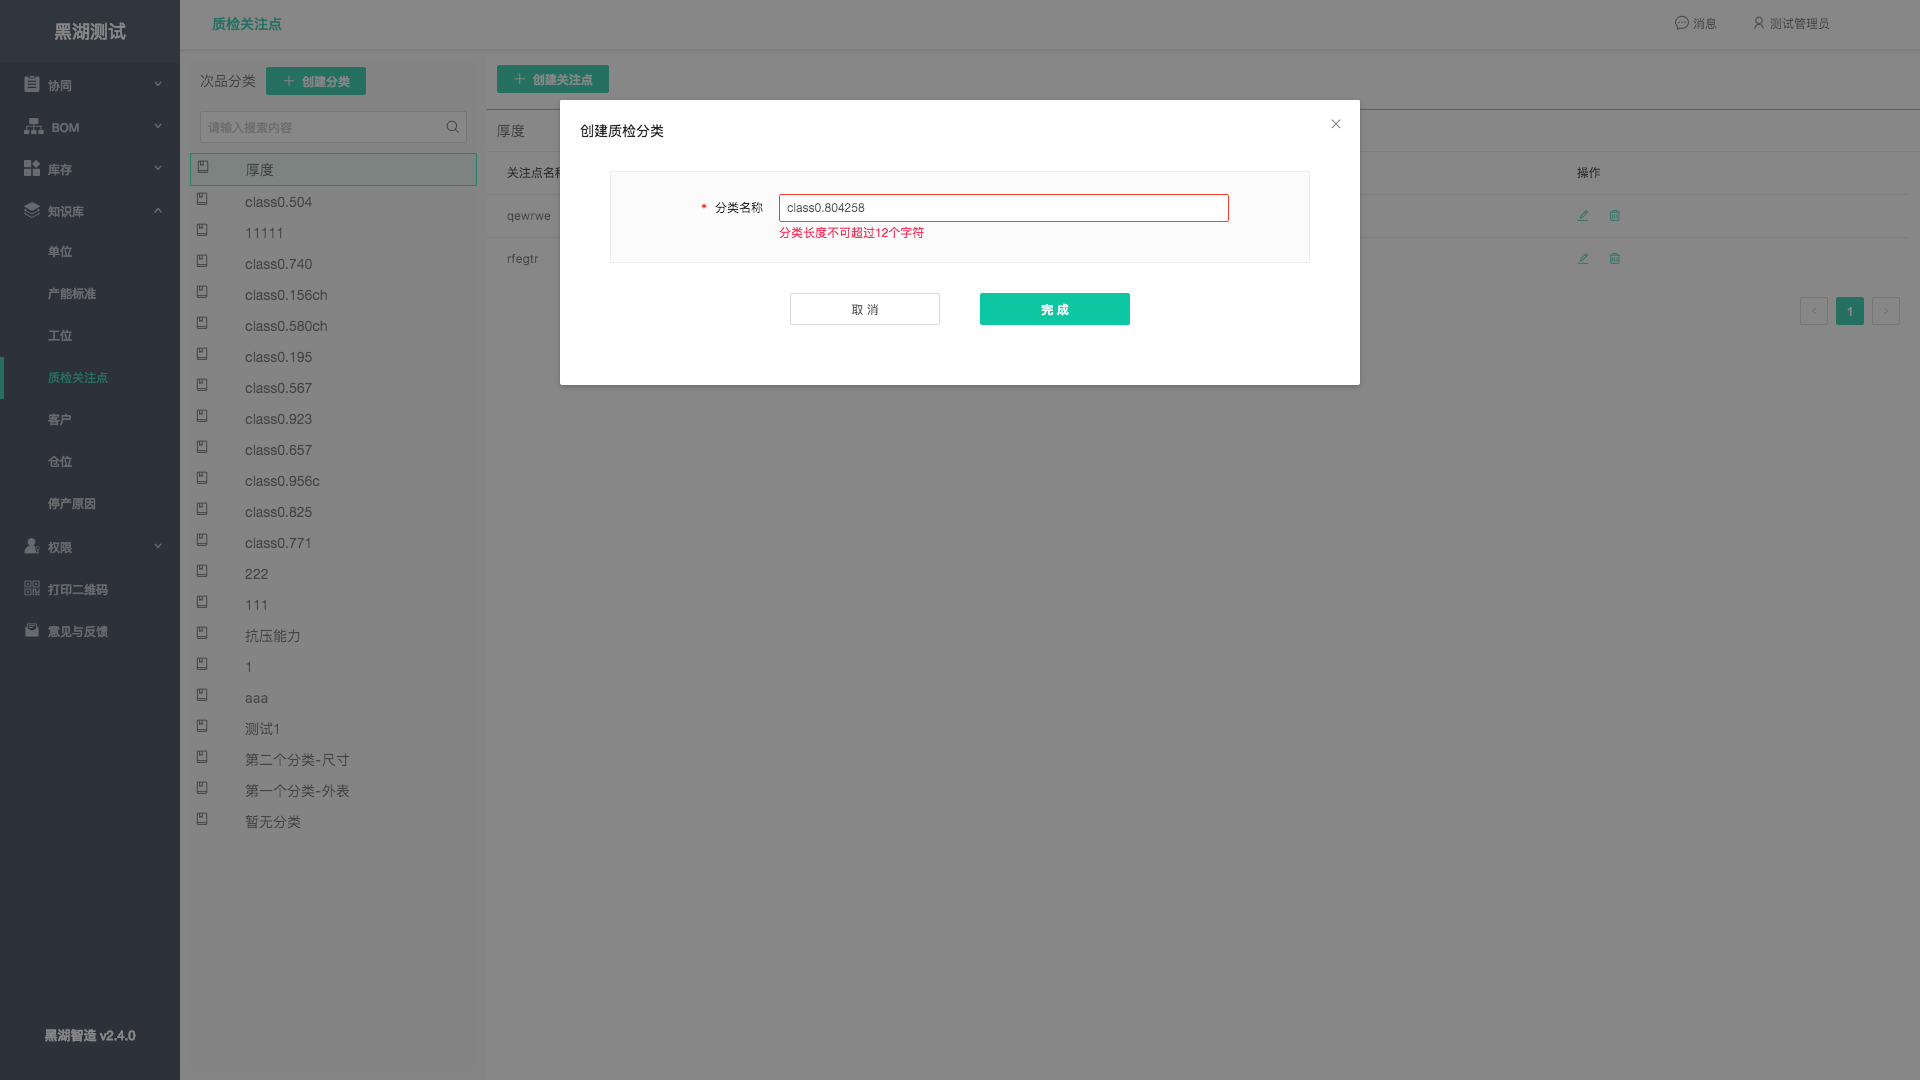 黑湖测试
协同
BOM
库存
知识库
单位
产能标准
工位
质检关注点
客户
仓位
停产原因
权限
打印二维码
意见与反馈
黑湖智造 v2.4.0
质检关注点
消息
测试管理员
次品分类
创建分类
请输入搜索内容
厚度
class0.504
11111
class0.740
class0.156ch
class0.580ch
class0.195
class0.567
class0.923
class0.657
class0.956c
class0.825
class0.771
222
111
抗压能力
1
aaa
测试1
第二个分类-尺寸
第一个分类-外表
暂无分类
创建关注点
厚度
关注点名
操作
qewrwe
rfegtr
1
创建质检分类
* 分类名称
class0.804258
分类长度不可超过12个字符
取 消
完 成